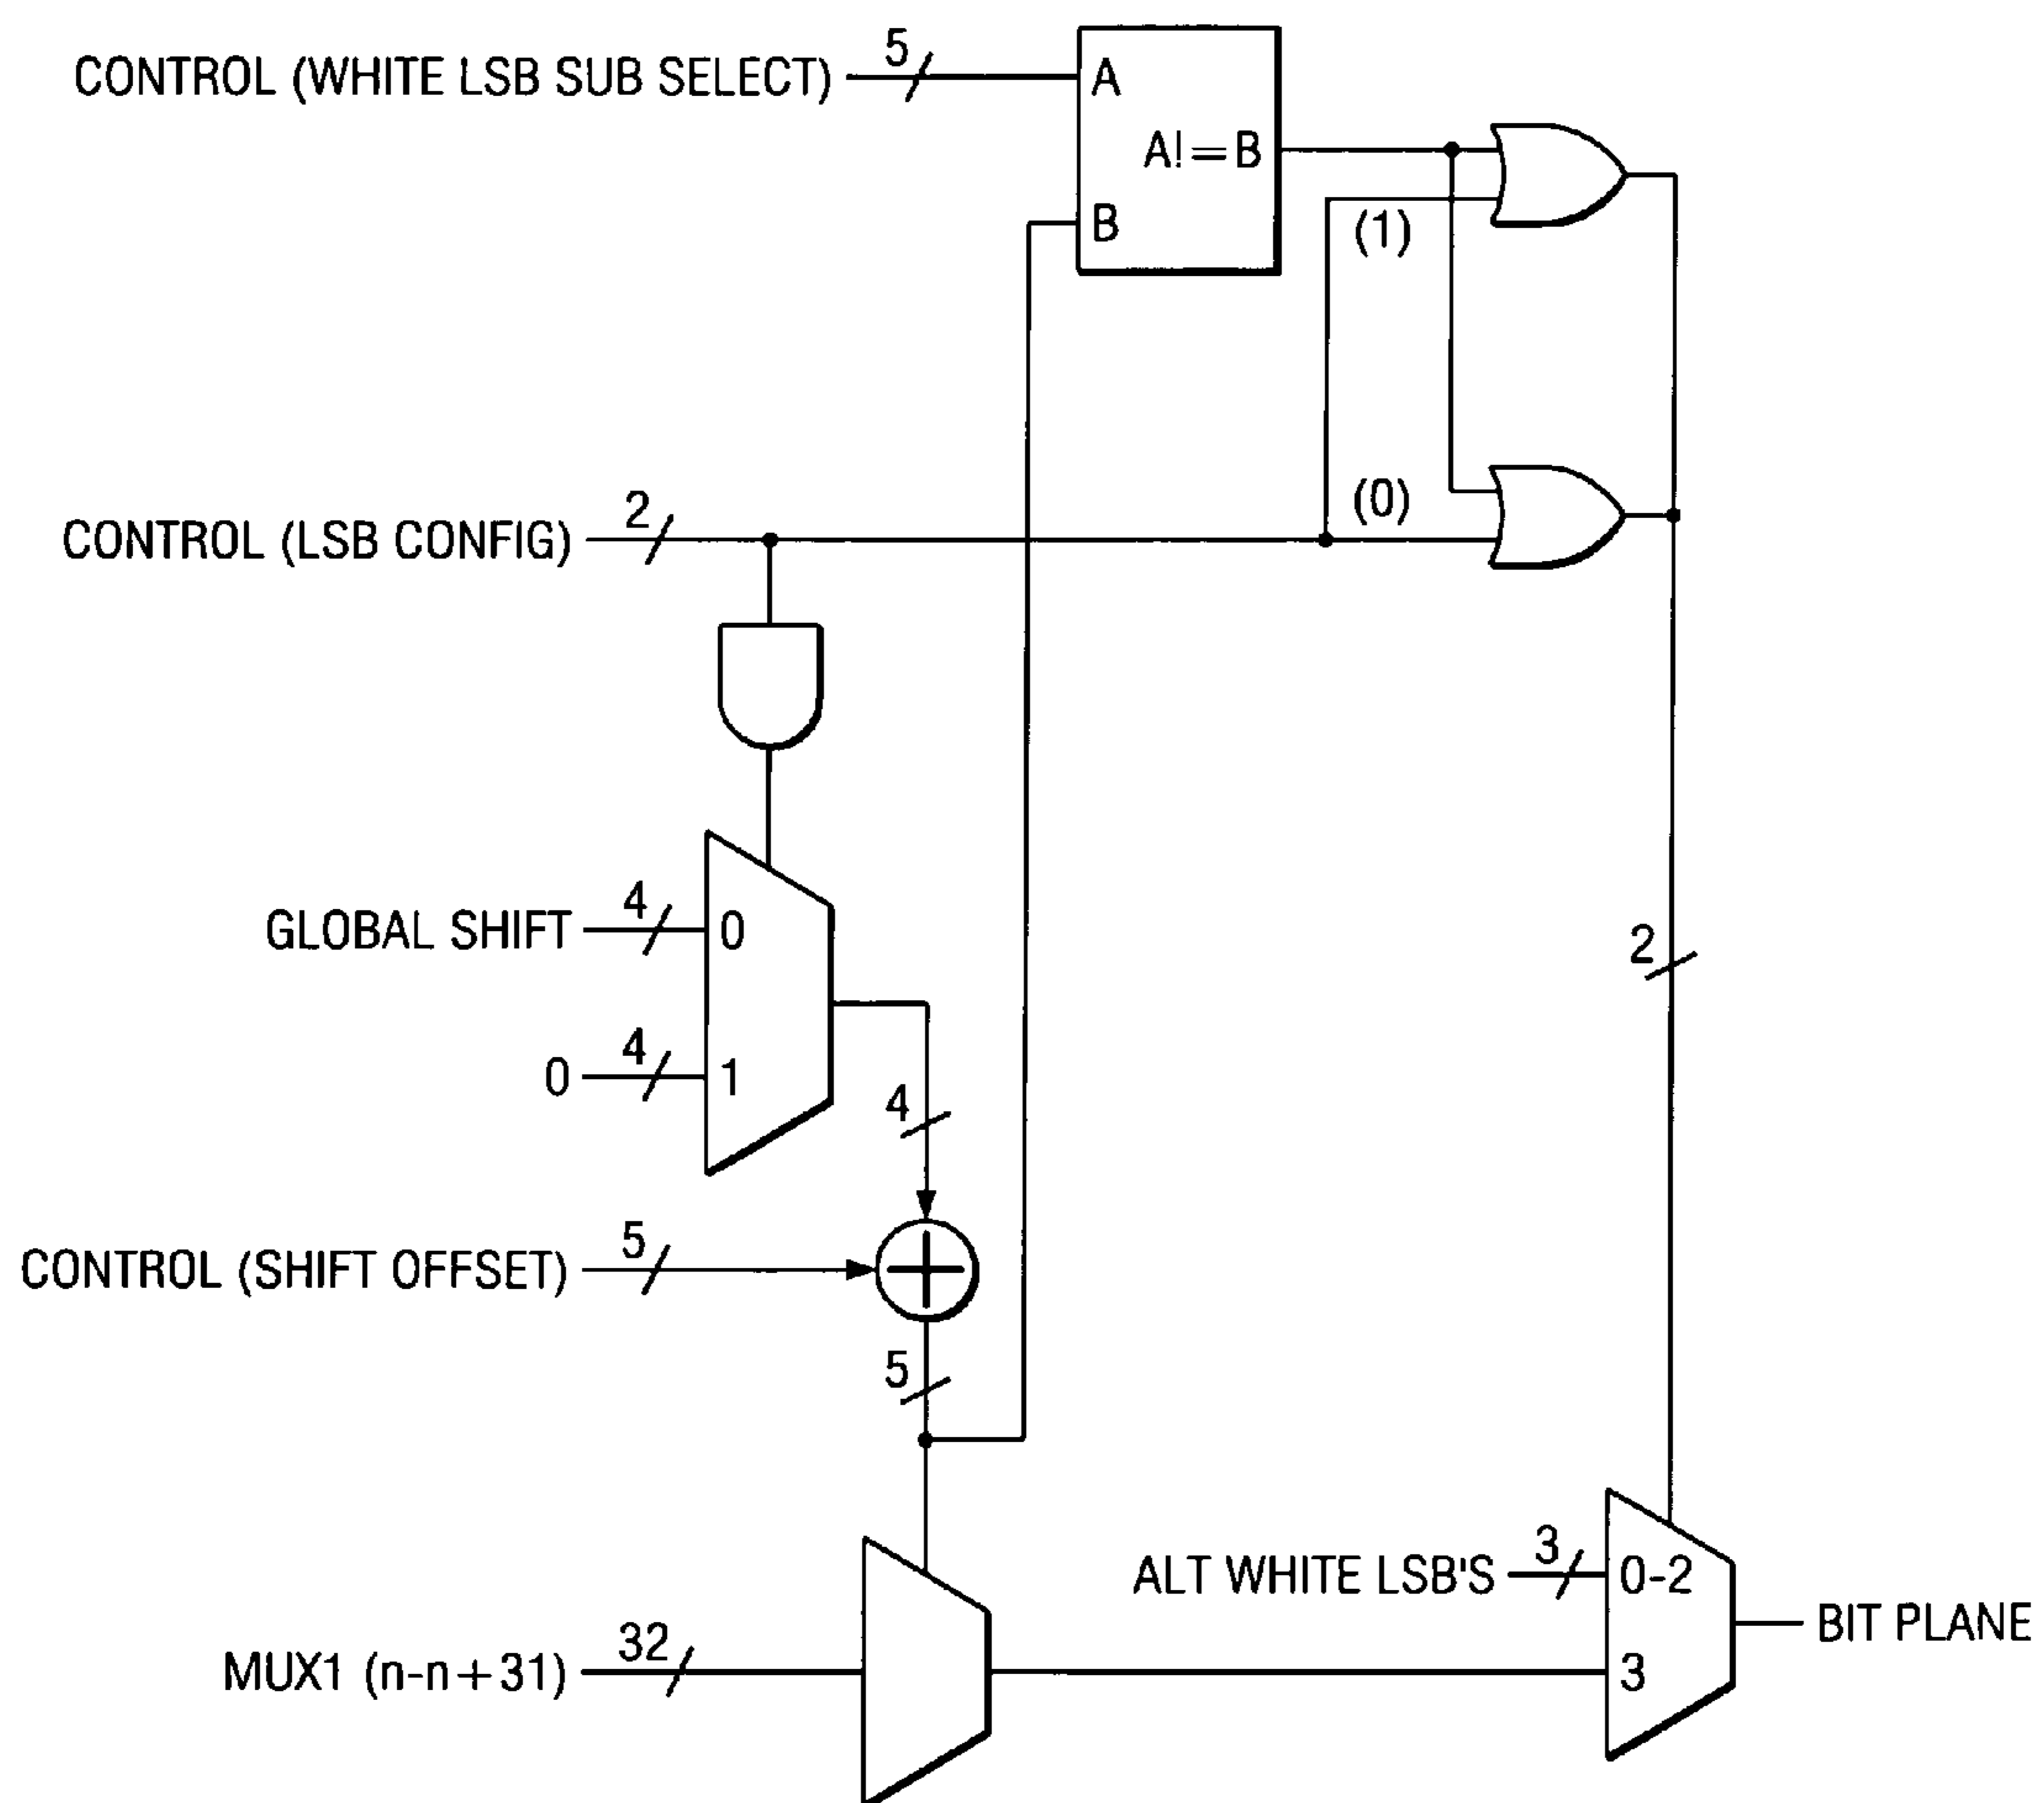 5
CONTROL (WHITE LSB SUB SELECT)
A
A!=B
B
(1)
(0)
2
CONTROL (LSB CONFIG)
GLOBAL SHIFT
4
0
2
0
4
1
4
CONTROL (SHIFT OFFSET)
5
5
ALT WHITE LSB'S
3
0-2
BIT PLANE
MUX1 (n-n+31)
32
3